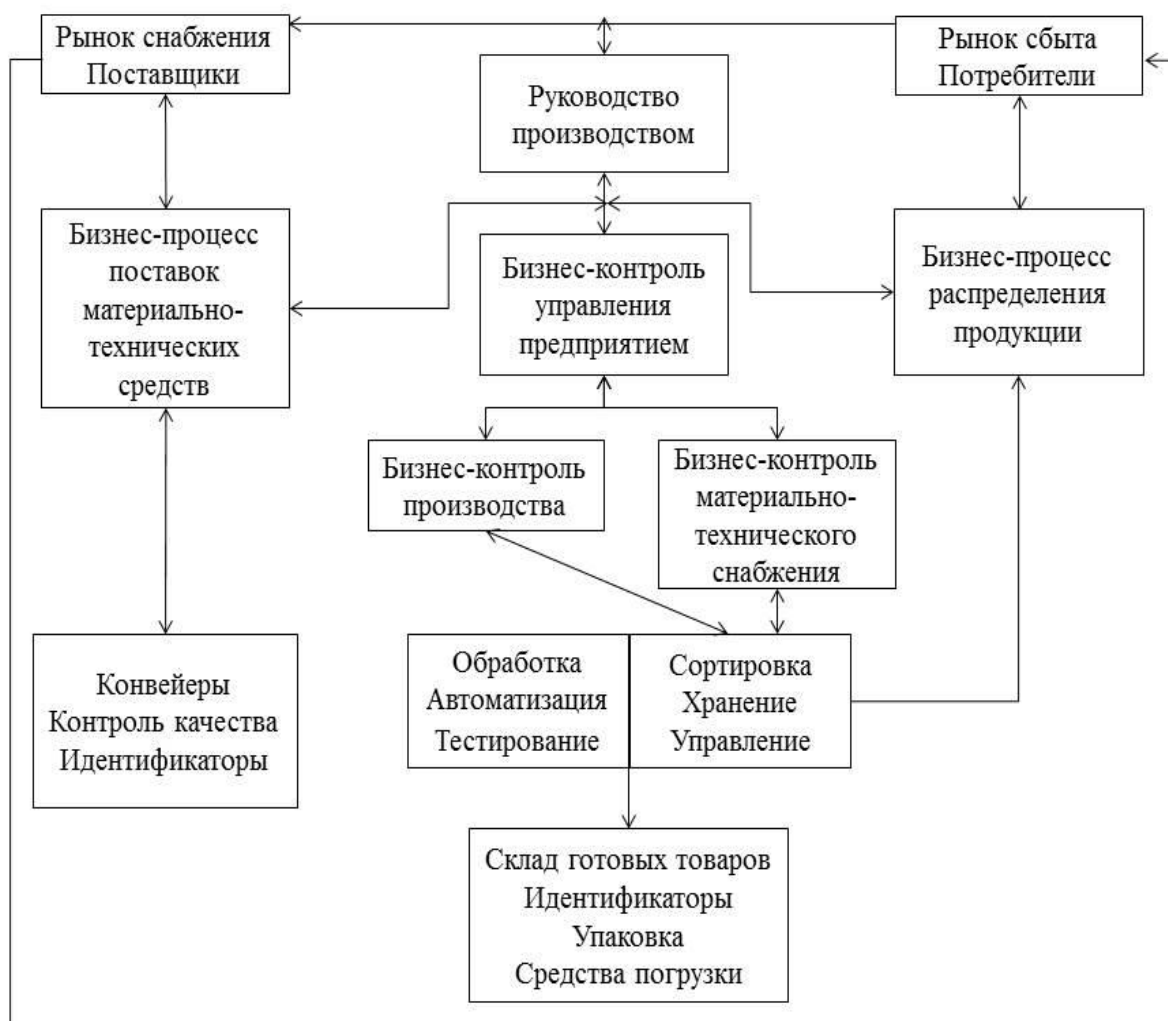 Рынок снабжения
Поставщики
Рынок сбыта
Потребители
Руководство
производством
Бизнес-процесс
поставок
материально-
технических
средств
Бизнес-контроль
управления
предприятием
Бизнес-процесс
распределения
продукции
Бизнес-контроль
производства
Бизнес-контроль
материально-
технического
снабжения
Конвейеры
Контроль качества
Идентификаторы
Обработка
Автоматизация
Тестирование
Сортировка
Хранение
Управление
Склад готовых товаров
Идентификаторы
Упаковка
Средства погрузки